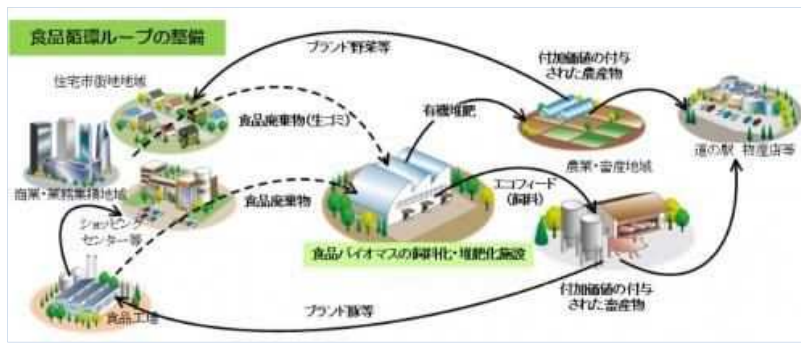 食品循環ループの整備
ブランド野菜等
付加価値の付与
された農産物
住宅市街地地域
食品廃棄物(生ゴミ)
有機堆肥
道の駅 物産店等
農業・畜産地域
商業・業務集積地域
食品廃棄物
エコフィード
(飼料)
ショッピング
センター等
食品バイオマスの飼料化・堆肥化施設
付加価値の付与
された畜産物
食品工場
ブランド豚等